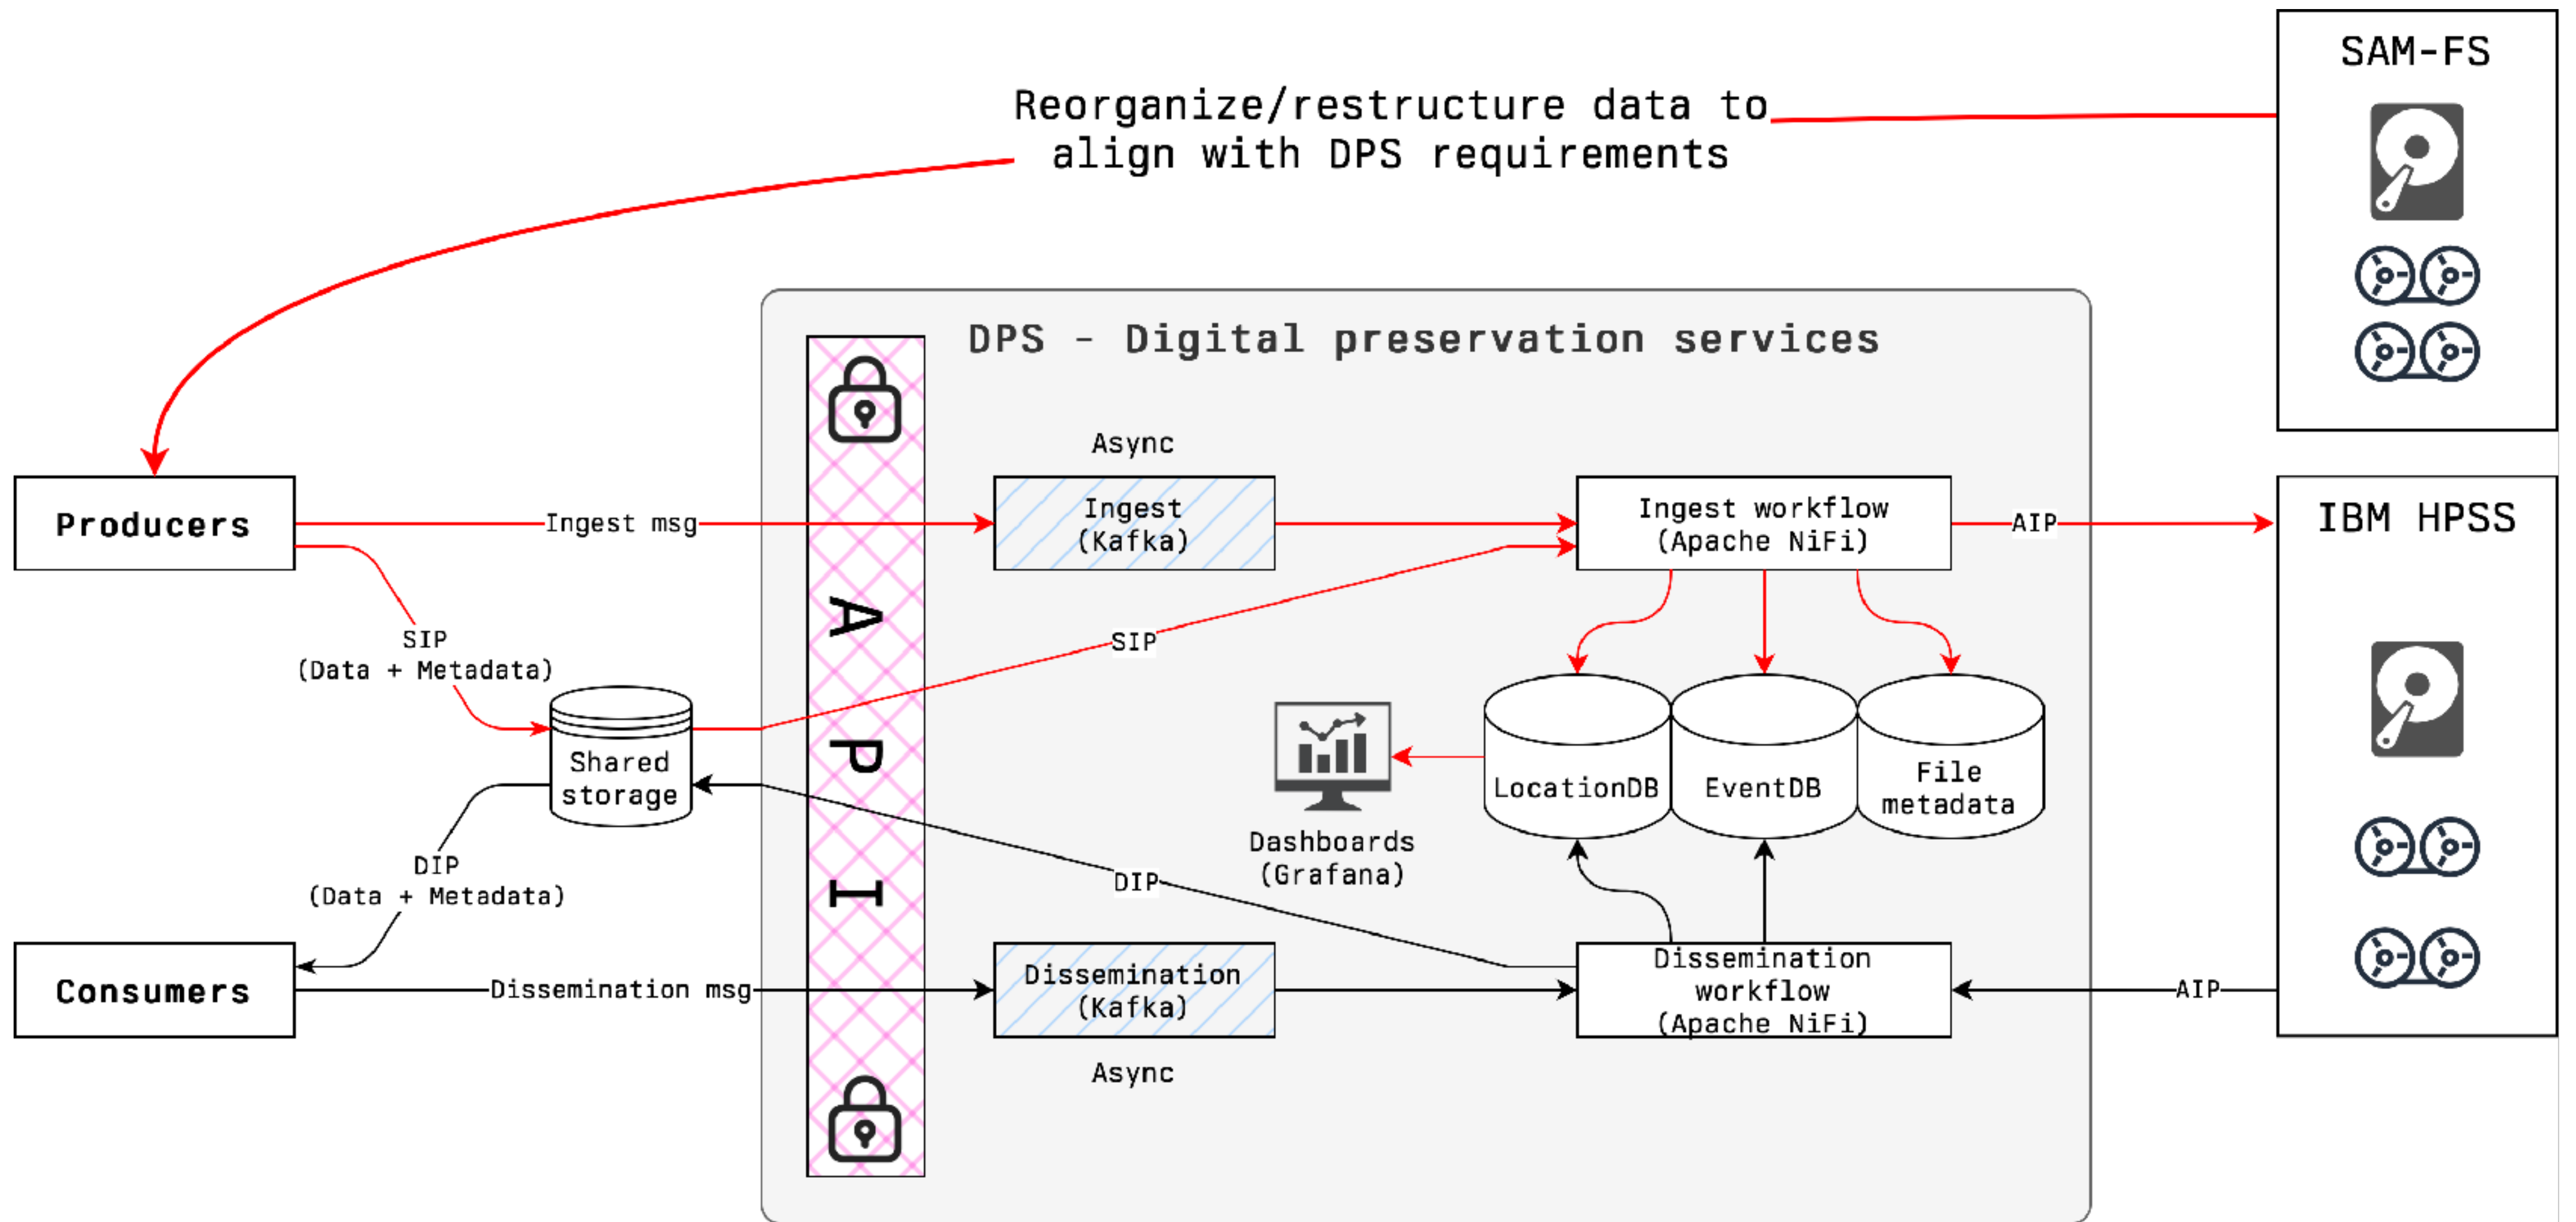 SAM-FS
Reorganize/restructure data to
align with DPS requirements
DPS - Digital preservation services
Async
Producers
Ingest msg
Ingest
(Kafka)
Ingest workflow
(Apache NiFi)
AIP
IBM HPSS
SIP
(Data + Metadata)
SIP
API
Shared
storage
LocationDB
EventDB
File
metadata
Dashboards
(Grafana)
DIP
(Data + Metadata)
DIP
Consumers
Dissemination msg
Dissemination
(Kafka)
Dissemination
workflow
(Apache NiFi)
AIP
Async